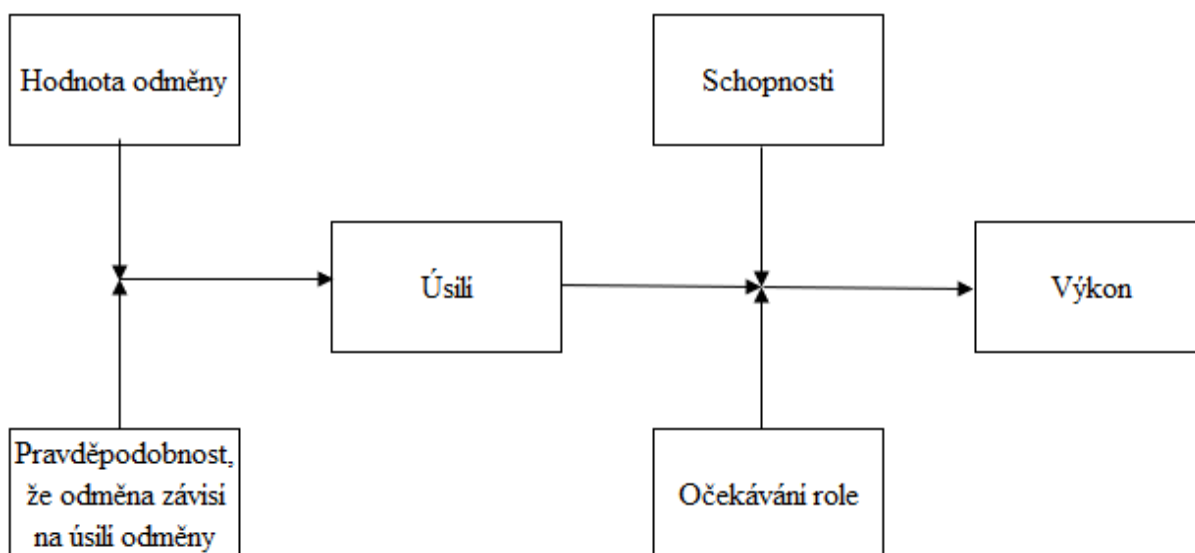 Hodnota odměny
Schopnosti
Úsilí
Výkon
Pravděpodobnost,
že odměna závisí
na úsilí odměny
Očekávání role